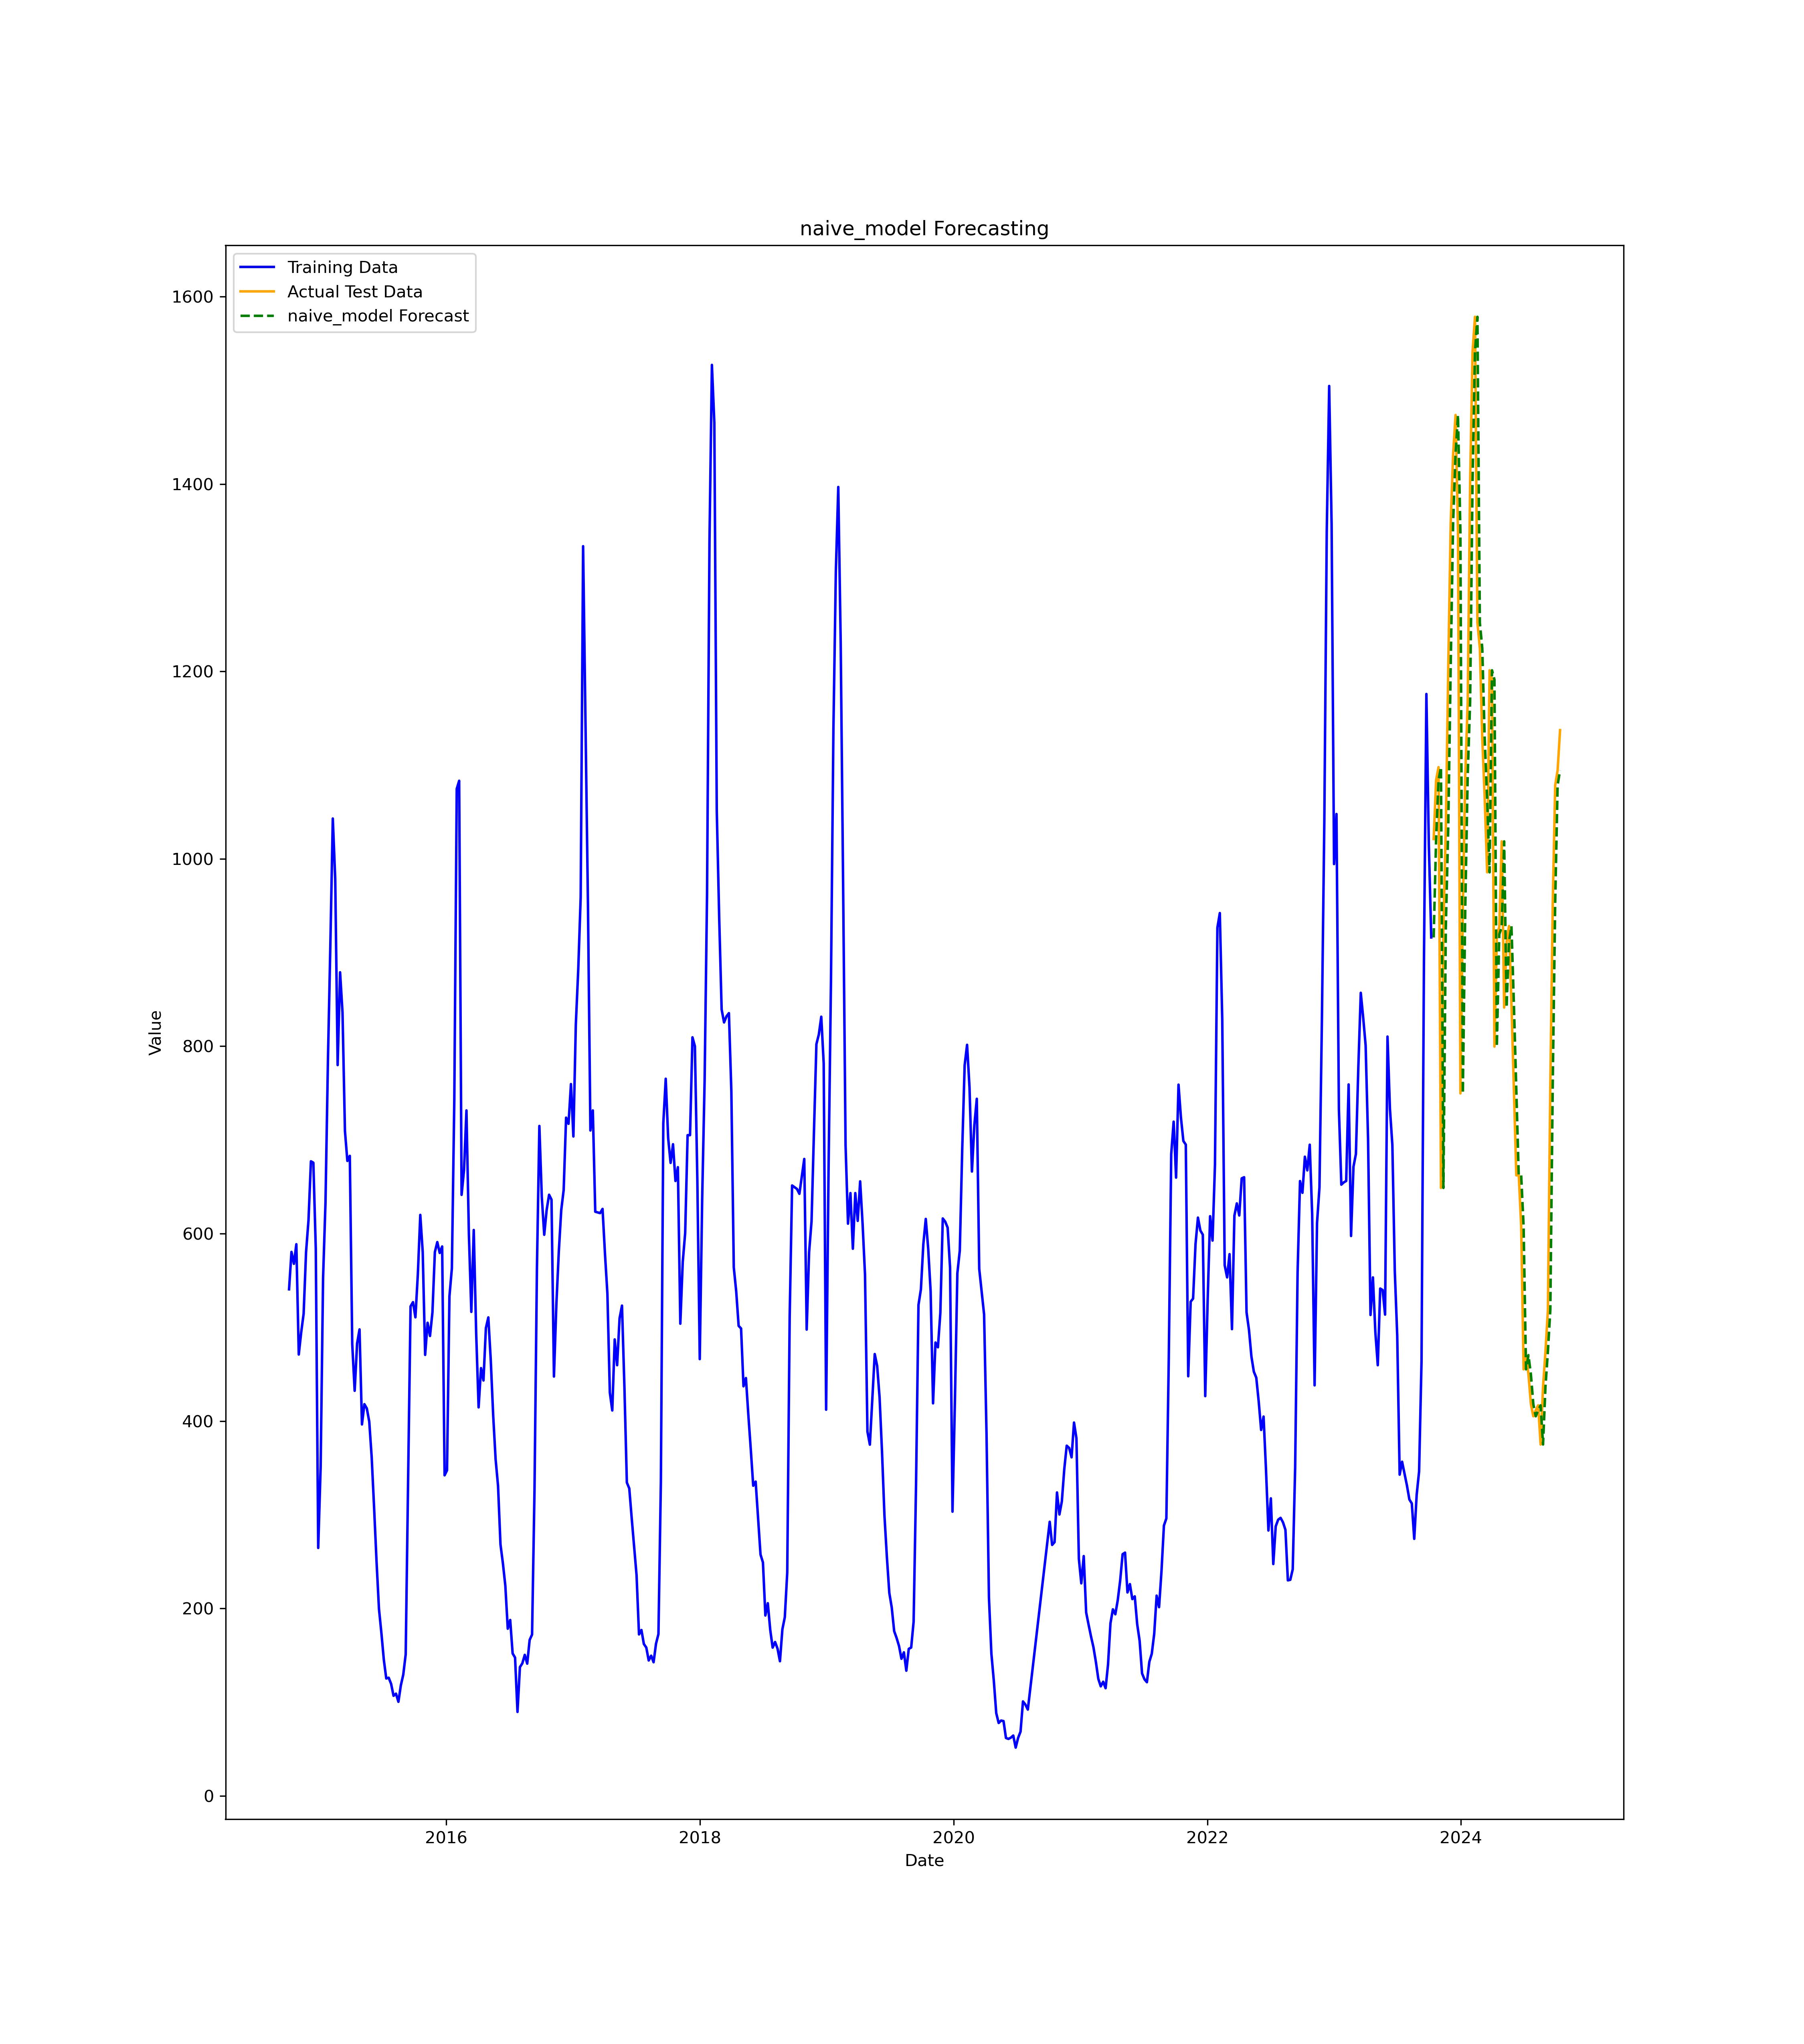 naive_model Forecasting
Training Data
Actual Test Data
naive_model Forecast
1600
1400
1200
1000
800
600
400
200
0
Value
2016 2018 2020 2022 2024
Date